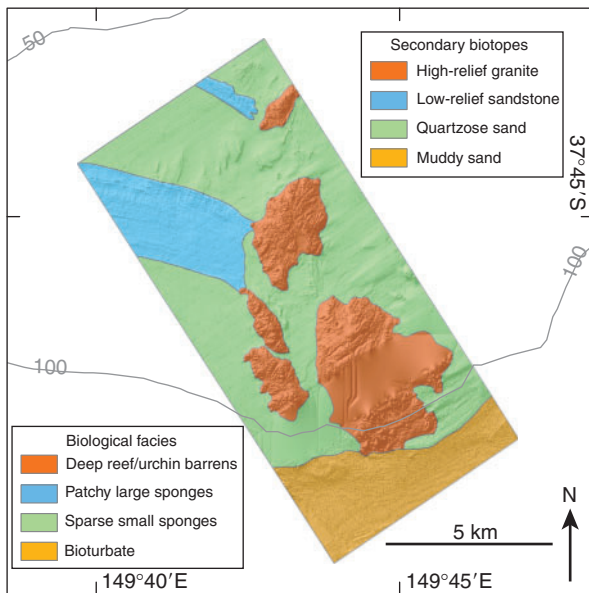 50
Secondary biotopes
High-relief granite
Low-relief sandstone
Quartzose sand
Muddy sand
37°45′S
100
100
Biological facies
Deep reef/urchin barrens
Patchy large sponges
Sparse small sponges
Bioturbate
N
5 km
149°40′E
149°45′E